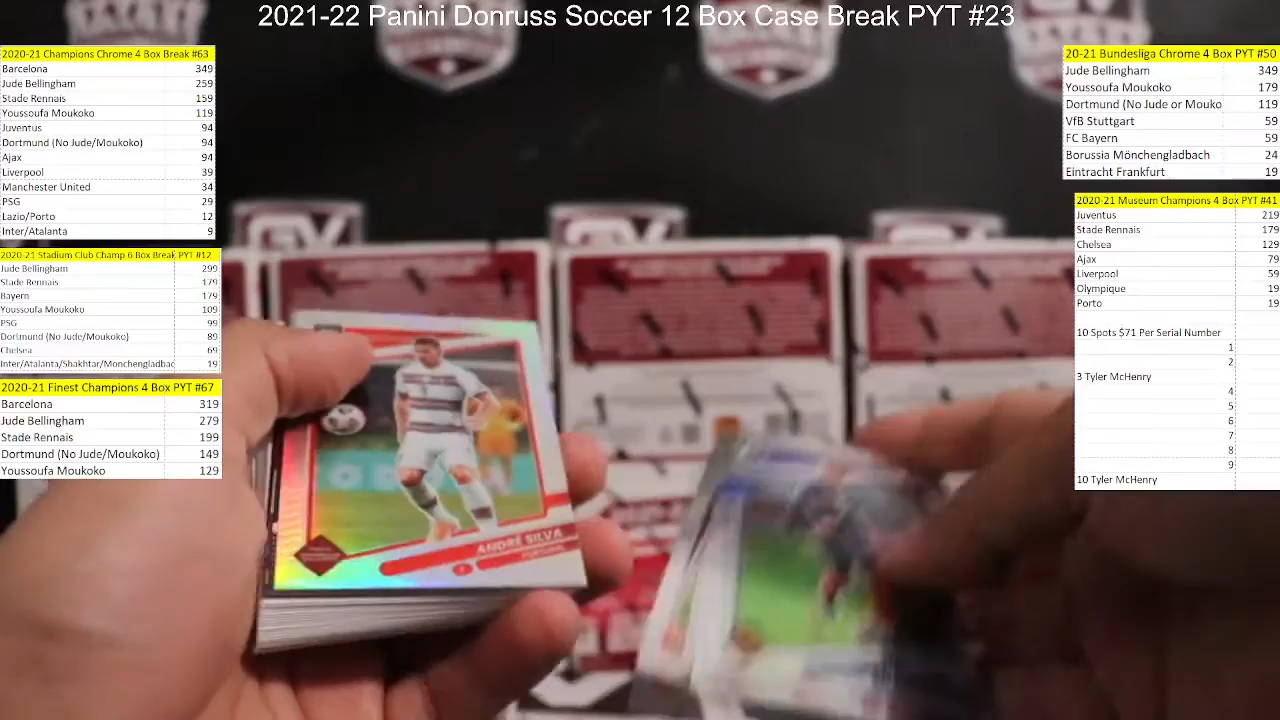 2021-22 Panini Donruss Soccer 12 Box Case Break PYT #23
2020-21 Champions Chrome 4 Box Break #63
Barcelona 349
Jude Bellingham 259
Stade Rennais 159
Youssoufa Moukoko 119
Juventus 94
Dortmund (No Jude/Moukoko) 94
Ajax 94
Liverpool 39
Manchester United 34
PSG 29
Lazio/Porto 12
Inter/Atalanta 9
2020-21 Stadium Club Champ 6 Box Break PYT #12
Jude Bellingham 299
Stade Rennais 179
Bayern 179
Youssoufa Moukoko 109
PSG 99
Dortmund (No Jude/Moukoko) 89
Chelsea 69
Inter/Atalanta/Shakhtar/Monchengladbac 19
2020-21 Finest Champions 4 Box PYT #67
Barcelona 319
Jude Bellingham 279
Stade Rennais 199
Dortmund (No Jude/Moukoko) 149
Youssoufa Moukoko 129
20-21 Bundesliga Chrome 4 Box PYT #50
Jude Bellingham 349
Youssoufa Moukoko 179
Dortmund (No Jude or Mouko 119
VfB Stuttgart 59
FC Bayern 59
Borussia Mönchengladbach 24
Eintracht Frankfurt 19
2020-21 Museum Champions 4 Box PYT #41
Juventus 219
Stade Rennais 179
Chelsea 129
Ajax 79
Liverpool 59
Olympique 19
Porto 19
10 Spots $71 Per Serial Number
1
2
3 Tyler McHenry
4
5
6
7
8
9
10 Tyler McHenry
ANDRÉ SILVA
PORTUGAL